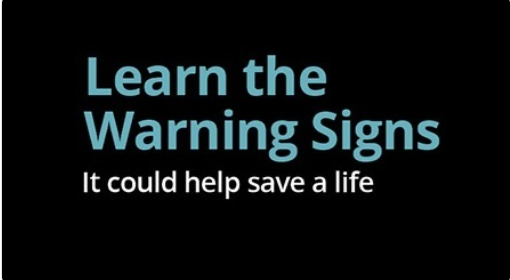 Learn the
Warning Signs
It could help save a life